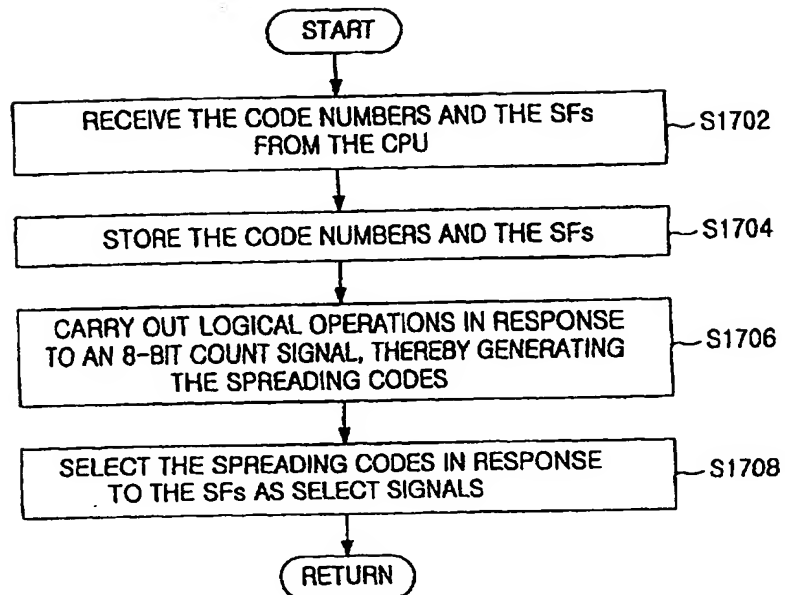 START
RECEIVE THE CODE NUMBERS AND THE SFs
FROM THE CPU
S1702
STORE THE CODE NUMBERS AND THE SFs
S1704
CARRY OUT LOGICAL OPERATIONS IN RESPONSE
TO AN 8-BIT COUNT SIGNAL, THEREBY GENERATING
THE SPREADING CODES
S1706
SELECT THE SPREADING CODES IN RESPONSE
TO THE SFs AS SELECT SIGNALS
S1708
RETURN